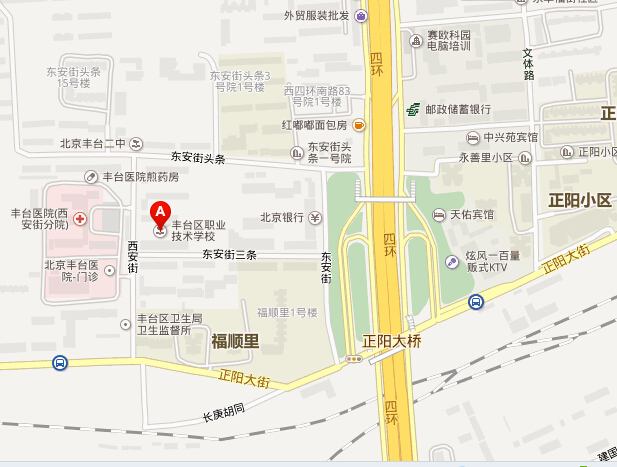 永善福街社区
外贸服装批发
赛欧科园
电脑培训
四环
文体路
东安街头条
15号楼
东安街头条3
号院1号楼
西四环南路83
号院1号楼
邮政储蓄银行
红嘟嘟面包房
正
北京丰台二中
东安街头条
东安街头
条一号院
中兴苑宾馆
永善里小区
正阳小区
丰台医院煎药房
正阳小区
丰台医院(西
安街分院)
A
丰台区职业
技术学校
北京银行
天佑宾馆
西安街
东安街三条
东安街
四环
炫风一百量
贩式KTV
正阳大街
北京丰台医
院-门诊
丰台区卫生局
卫生监督所
福顺里1号楼
福顺里
正阳大桥
正阳大街
长庚胡同
四环
建国